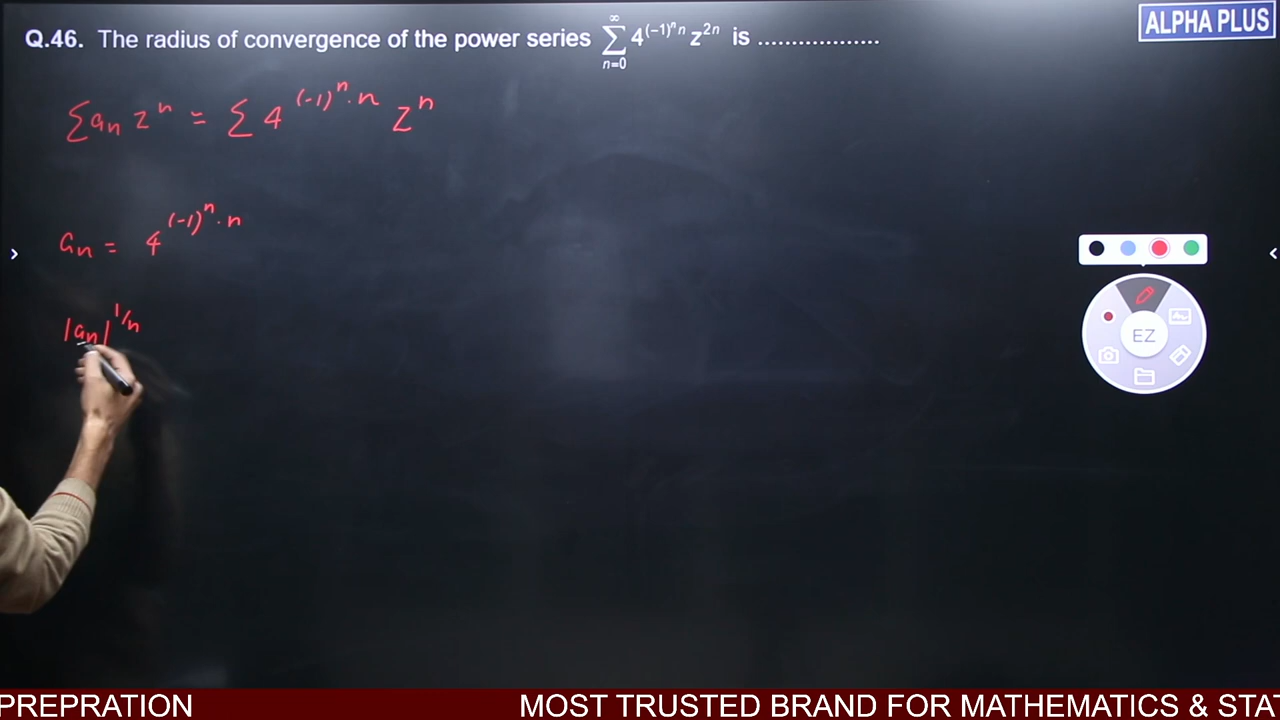 ALPHA PLUS
Q.46. The radius of convergence of the power series ∞∑n=0 4^{(-1)^n n} z^{2n} is ..................
∑ a_n z^n = ∑ 4^{(-1)^n · n} z^n
a_n = 4^{(-1)^n · n}
|a_n|^{1/n}
EZ
PREPRATION MOST TRUSTED BRAND FOR MATHEMATICS & STAT